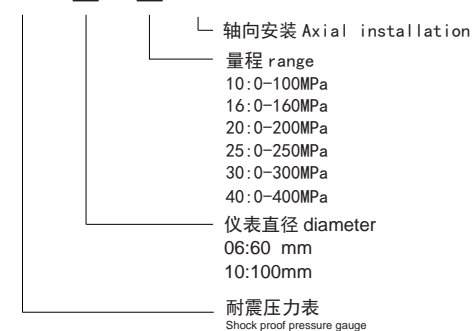 轴向安装 Axial installation
量程 range
10:0-100MPa
16:0-160MPa
20:0-200MPa
25:0-250MPa
30:0-300MPa
40:0-400MPa
仪表直径 diameter
06:60 mm
10:100mm
耐震压力表
Shock proof pressure gauge